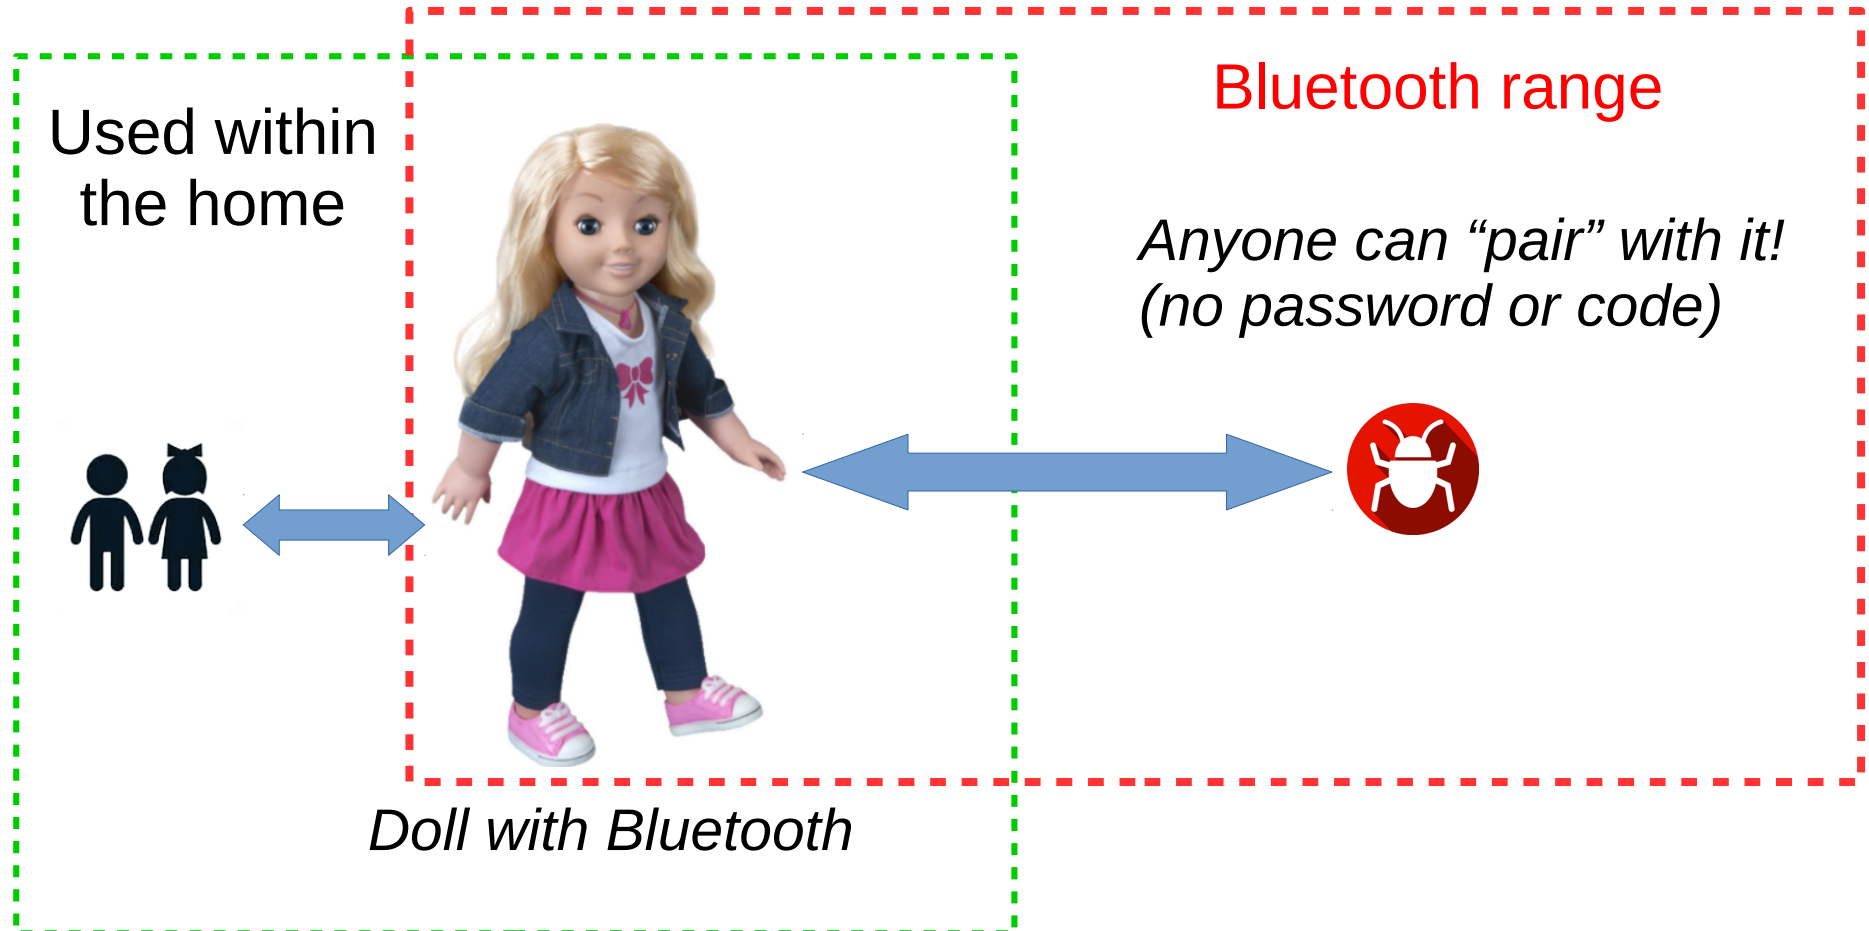 Used within
the home
Bluetooth range
Anyone can “pair” with it!
(no password or code)
Doll with Bluetooth